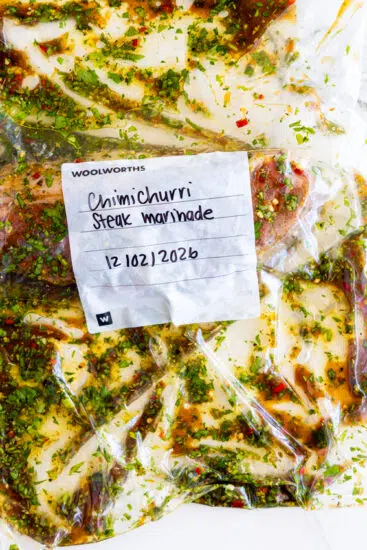 WOOLWORTHS
Chimichurri
Steak marinade
12/02/2026
W